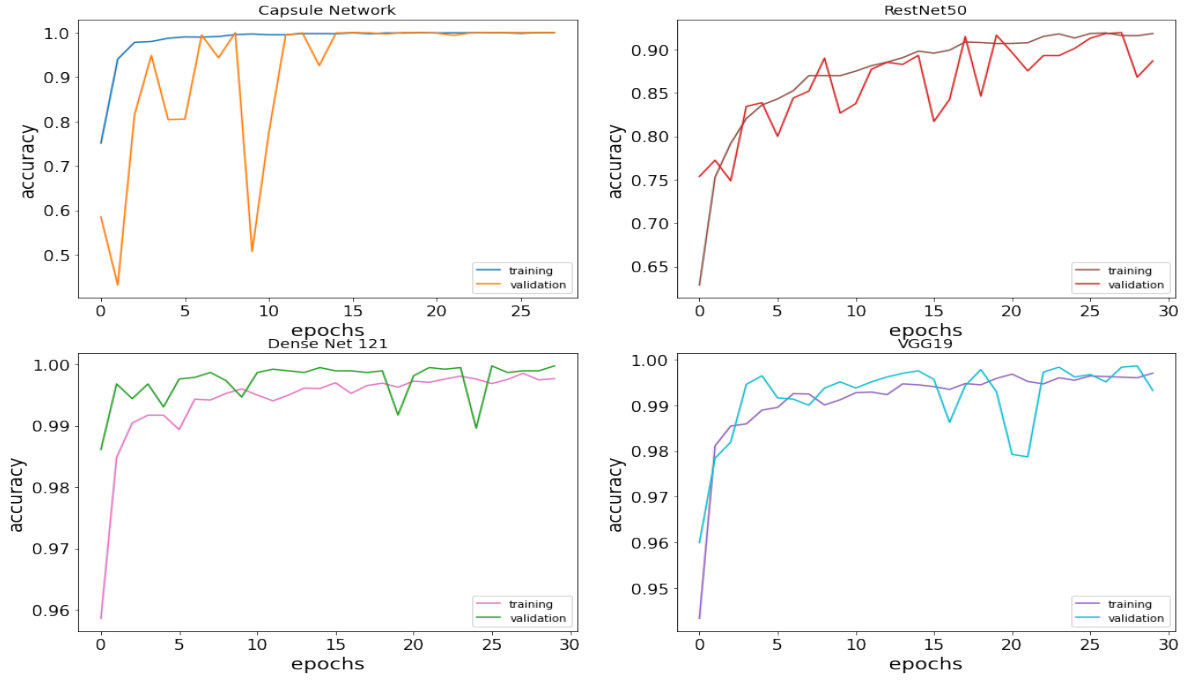 Capsule Network
accuracy
1.0
0.9
0.8
0.7
0.6
0.5
training
validation
0 5 10 15 20 25
epochs
RestNet50
accuracy
0.90
0.85
0.80
0.75
0.70
0.65
training
validation
0 5 10 15 20 25 30
epochs
Dense Net 121
accuracy
1.00
0.99
0.98
0.97
0.96
training
validation
0 5 10 15 20 25 30
epochs
VGG19
accuracy
1.00
0.99
0.98
0.97
0.96
0.95
training
validation
0 5 10 15 20 25 30
epochs